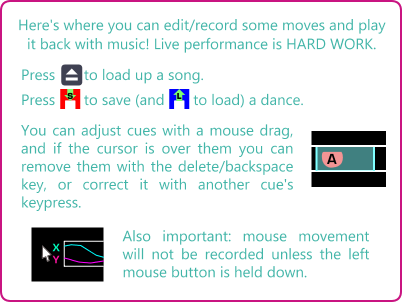 Here's where you can edit/record some moves and play
it back with music! Live performance is HARD WORK.
Press to load up a song.
Press S to save (and L to load) a dance.
You can adjust cues with a mouse drag,
and if the cursor is over them you can
remove them with the delete/backspace
key, or correct it with another cue's
keypress.
A
X
Y
Also important: mouse movement
will not be recorded unless the left
mouse button is held down.